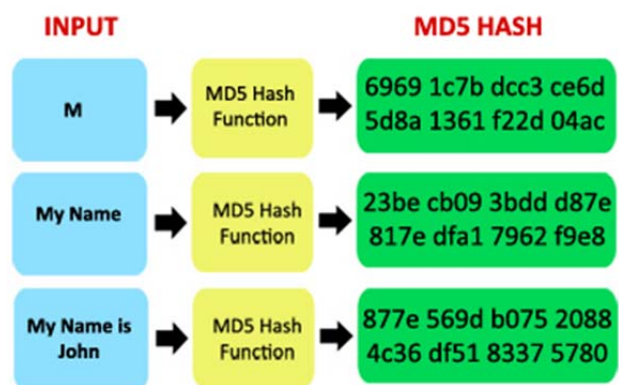 INPUT
MD5 HASH
M
MD5 Hash
Function
6969 1c7b dcc3 ce6d
5d8a 1361 f22d 04ac
My Name
MD5 Hash
Function
23be cb09 3bdd d87e
817e dfa1 7962 f9e8
My Name is
John
MD5 Hash
Function
877e 569d b075 2088
4c36 df51 8337 5780